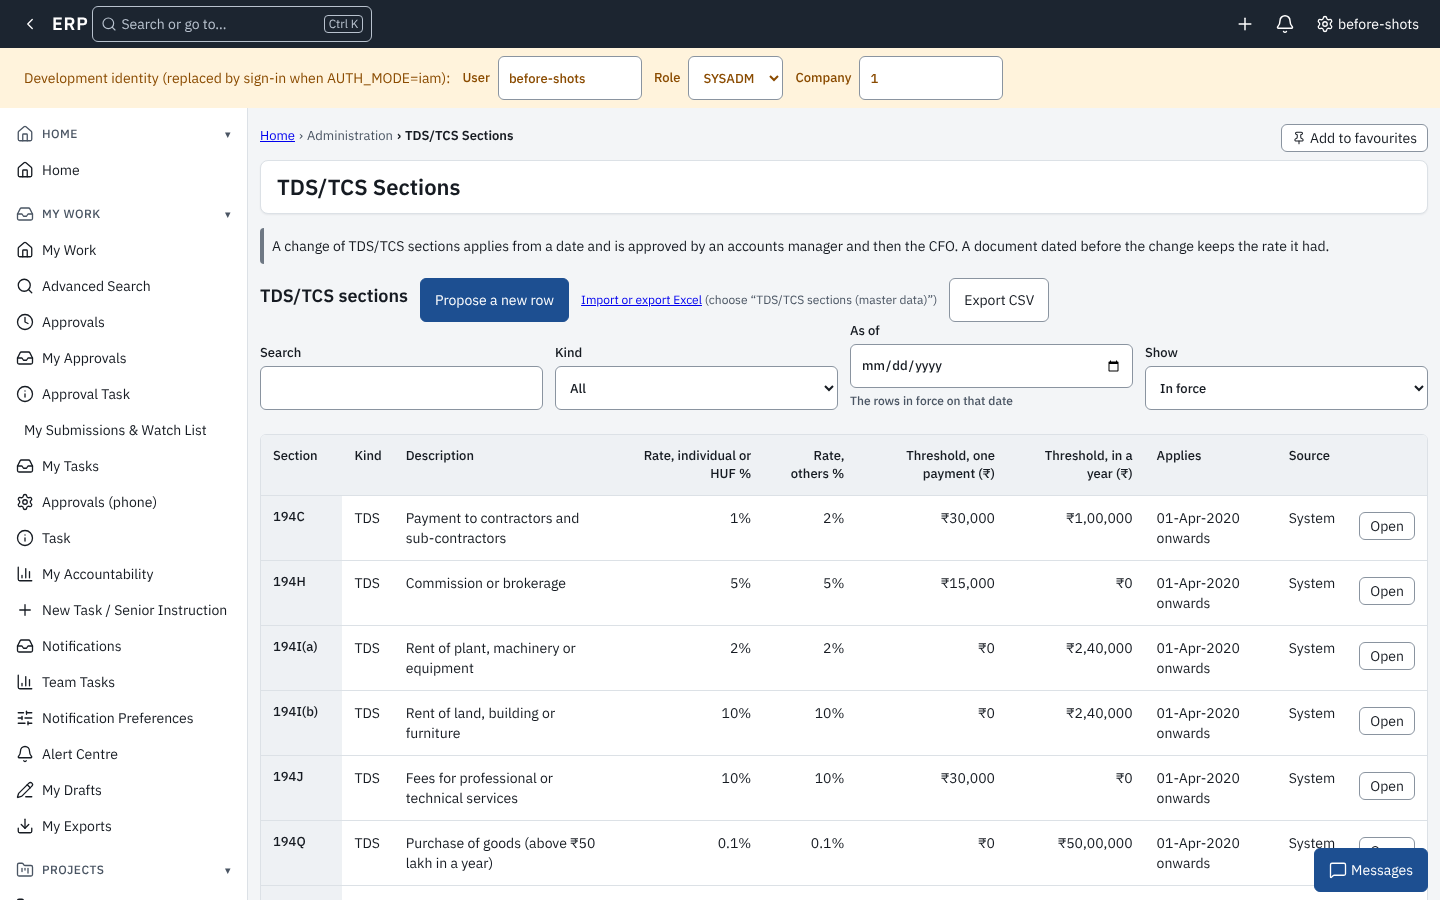 ERP
Search or go to...
Ctrl K
before-shots
Development identity (replaced by sign-in when AUTH_MODE=iam):
User
before-shots
Role
SYSADM
Company
1
HOME
Home
MY WORK
My Work
Advanced Search
Approvals
My Approvals
Approval Task
My Submissions & Watch List
My Tasks
Approvals (phone)
Task
My Accountability
New Task / Senior Instruction
Notifications
Team Tasks
Notification Preferences
Alert Centre
My Drafts
My Exports
PROJECTS
Home › Administration › TDS/TCS Sections
Add to favourites
TDS/TCS Sections
A change of TDS/TCS sections applies from a date and is approved by an accounts manager and then the CFO. A document dated before the change keeps the rate it had.
TDS/TCS sections
Propose a new row
Import or export Excel (choose “TDS/TCS sections (master data)”)
Export CSV
Search
Kind
All
As of
mm/dd/yyyy
The rows in force on that date
Show
In force
Section
Kind
Description
Rate, individual or
HUF %
Rate,
others %
Threshold, one
payment (₹)
Threshold, in a
year (₹)
Applies
Source
194C
TDS
Payment to contractors and
sub-contractors
1%
2%
₹30,000
₹1,00,000
01-Apr-2020
onwards
System
Open
194H
TDS
Commission or brokerage
5%
5%
₹15,000
₹0
01-Apr-2020
onwards
System
Open
194I(a)
TDS
Rent of plant, machinery or
equipment
2%
2%
₹0
₹2,40,000
01-Apr-2020
onwards
System
Open
194I(b)
TDS
Rent of land, building or
furniture
10%
10%
₹0
₹2,40,000
01-Apr-2020
onwards
System
Open
194J
TDS
Fees for professional or
technical services
10%
10%
₹30,000
₹0
01-Apr-2020
onwards
System
Open
194Q
TDS
Purchase of goods (above ₹50
lakh in a year)
0.1%
0.1%
₹0
₹50,00,000
01-Apr-2020
onwards
System
Messages